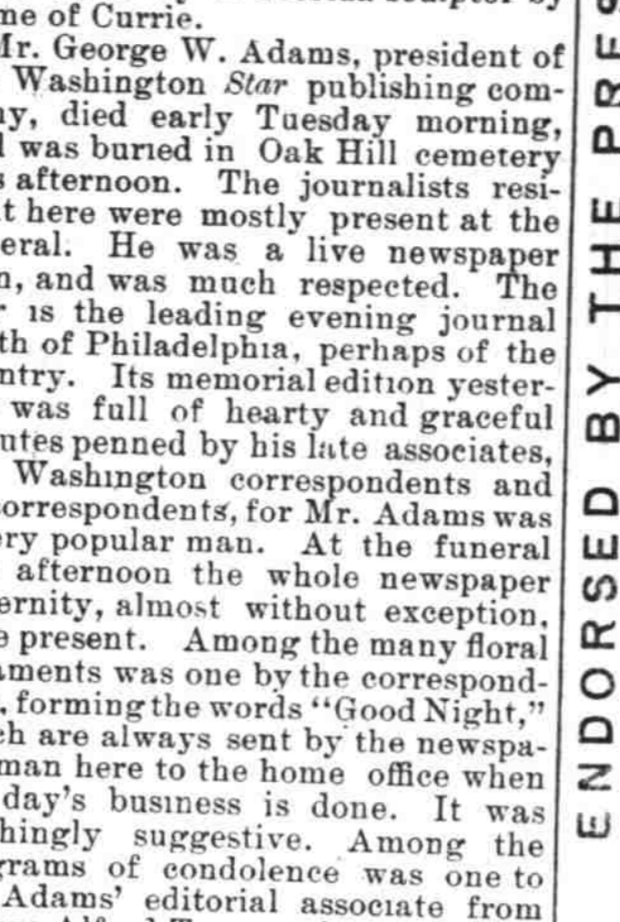 me of Currie.
Mr. George W. Adams, president of
Washington Star publishing com-
ny, died early Tuesday morning,
was buried in Oak Hill cemetery
s afternoon. The journalists resi-
t here were mostly present at the
eral. He was a live newspaper
n, and was much respected. The
r is the leading evening journal
th of Philadelphia, perhaps of the
ntry. Its memorial edition yester-
was full of hearty and graceful
utes penned by his late associates,
Washington correspondents and
correspondents, for Mr. Adams was
ery popular man. At the funeral
afternoon the whole newspaper
ernity, almost without exception,
e present. Among the many floral
aments was one by the correspond-
, forming the words "Good Night,"
ch are always sent by the newspa-
man here to the home office when
day's business is done. It was
hingly suggestive. Among the
grams of condolence was one to
Adams' editorial associate from
ENDORSED BY THE PRES